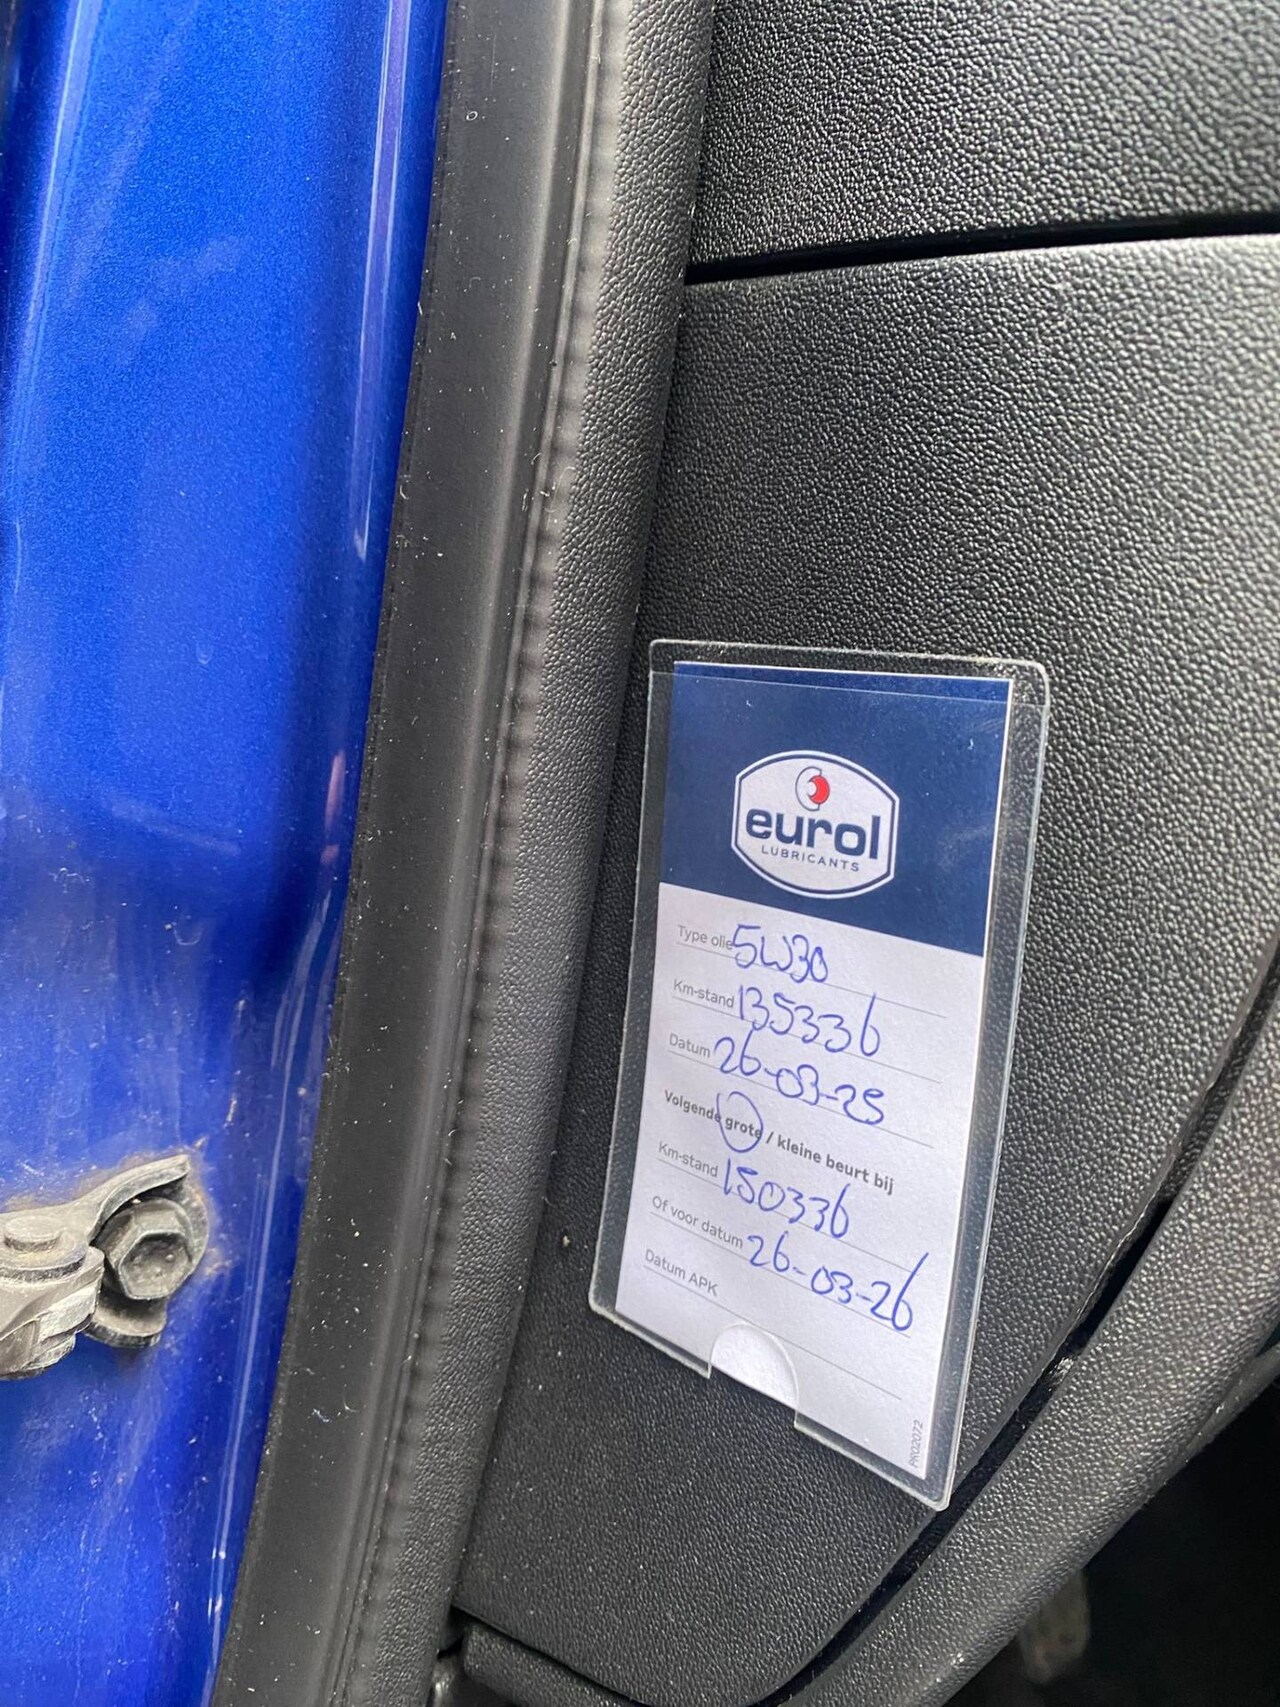 eurol
LUBRICANTS
Type olie 5W30
Km-stand 135336
Datum 26-03-25
Volgende grote / kleine beurt bij
Km-stand 150336
Of voor datum 26-03-26
Datum APK
PR02072